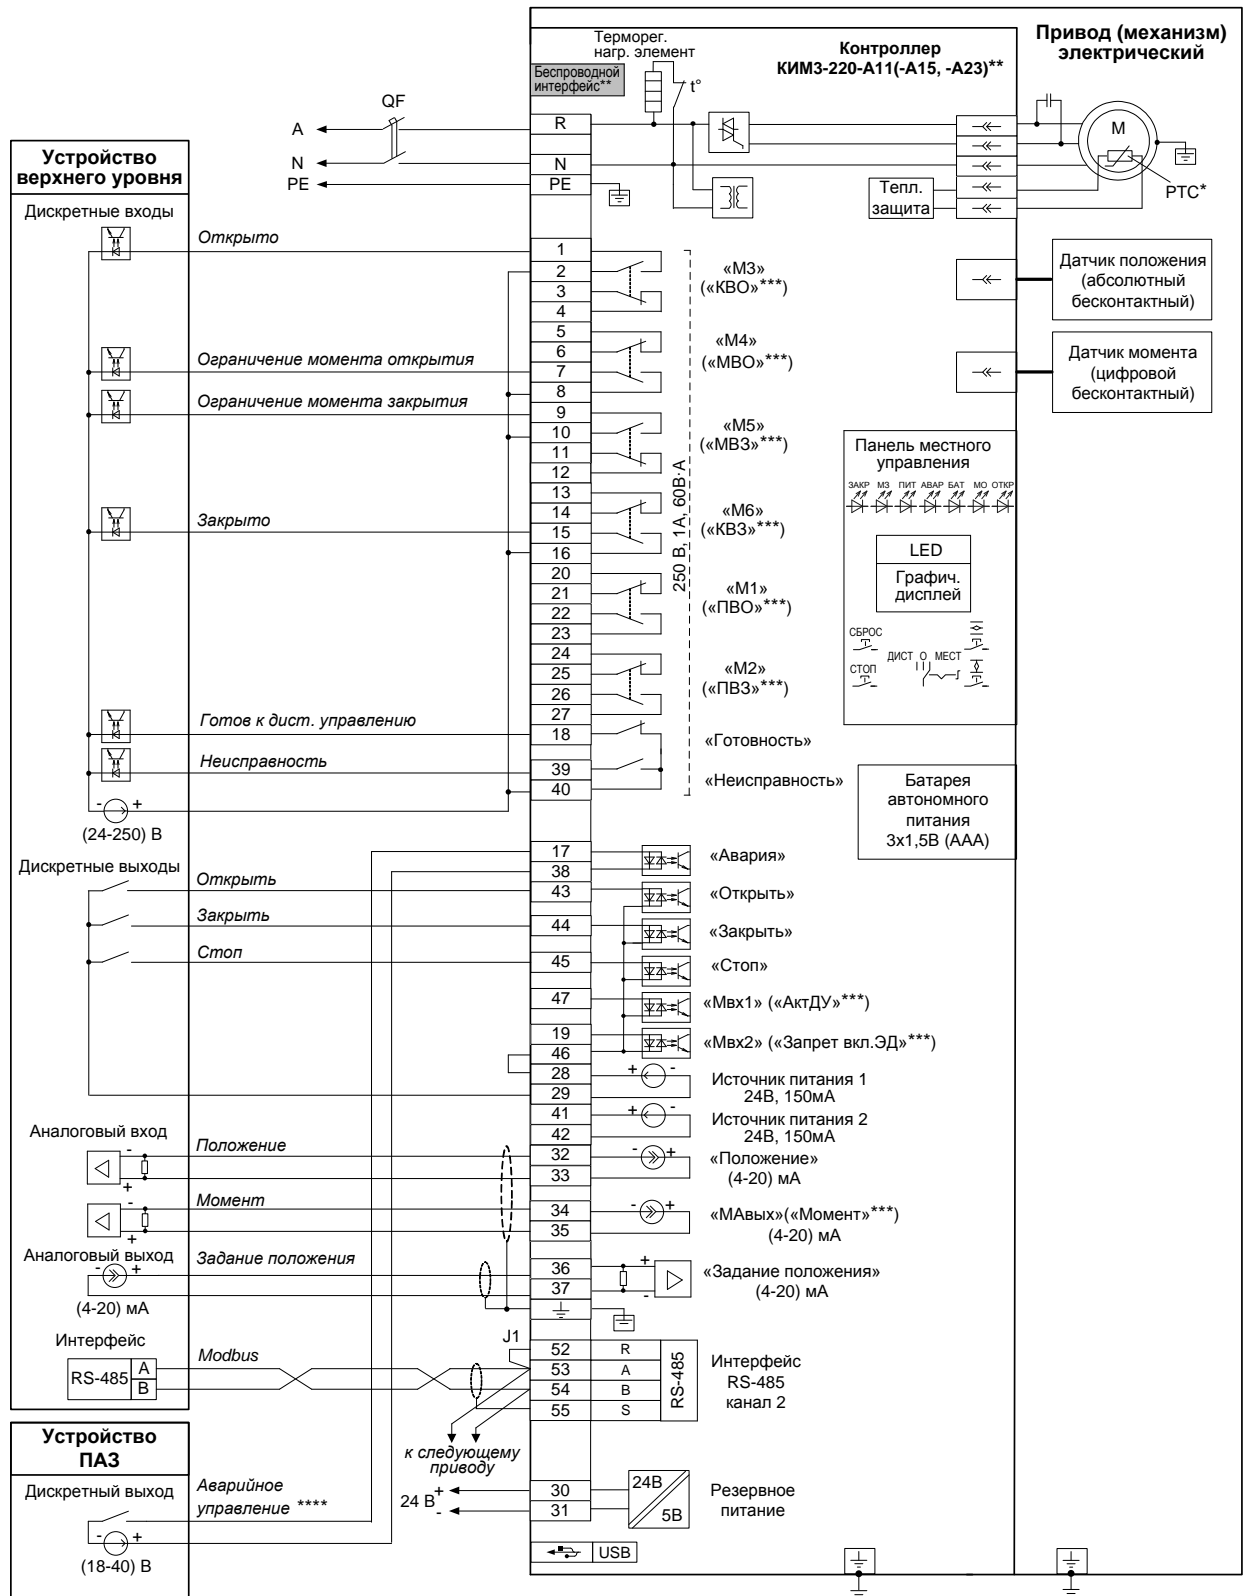 Привод (механизм)
электрический
Контроллер
КИМ3-220-А11(-А15, -А23)**
Терморег.
нагр. элемент
Беспроводной
интерфейс**
t°
QF
A
N
PE
R
N
PE
M
PTC*
Тепл.
защита
Устройство
верхнего уровня
Дискретные входы
Открыто
1
2
3
4
«М3»
(«КВО»***)
Датчик положения
(абсолютный
бесконтактный)
5
6
7
8
Ограничение момента открытия
«М4»
(«МВО»***)
Датчик момента
(цифровой
бесконтактный)
Ограничение момента закрытия
9
10
11
12
«М5»
(«МВЗ»***)
250 В, 1А, 60В·А
Панель местного
управления
ЗАКР МЗ ПИТ АВАР БАТ МО ОТКР
LED
Графич.
дисплей
СБРОС
СТОП
ДИСТ О МЕСТ
Закрыто
13
14
15
16
«М6»
(«КВЗ»***)
20
21
22
23
«М1»
(«ПВО»***)
24
25
26
27
«М2»
(«ПВЗ»***)
Готов к дист. управлению
18
«Готовность»
Неисправность
39
40
«Неисправность»
Батарея
автономного
питания
3х1,5В (ААА)
- +
(24-250) В
Дискретные выходы
17
38
«Авария»
Открыть
43
«Открыть»
Закрыть
44
«Закрыть»
Стоп
45
«Стоп»
47
«Мвх1» («АктДУ»***)
19
46
«Мвх2» («Запрет вкл.ЭД»***)
28
29
+ -
Источник питания 1
24В, 150мА
41
42
+ -
Источник питания 2
24В, 150мА
Аналоговый вход
Положение
-
+
32
33
- +
«Положение»
(4-20) мА
Момент
-
+
34
35
- +
«МАвых»(«Момент»***)
(4-20) мА
Аналоговый выход
Задание положения
- +
(4-20) мА
36
37
+
-
«Задание положения»
(4-20) мА
Интерфейс
RS-485
A
B
Modbus
J1
52 R
53 A
54 B
55 S
RS-485
Интерфейс
RS-485
канал 2
к следующему
приводу
Устройство
ПАЗ
Дискретный выход
Аварийное
управление ****
- +
(18-40) В
24 В
+
-
30
31
24В
5В
Резервное
питание
USB